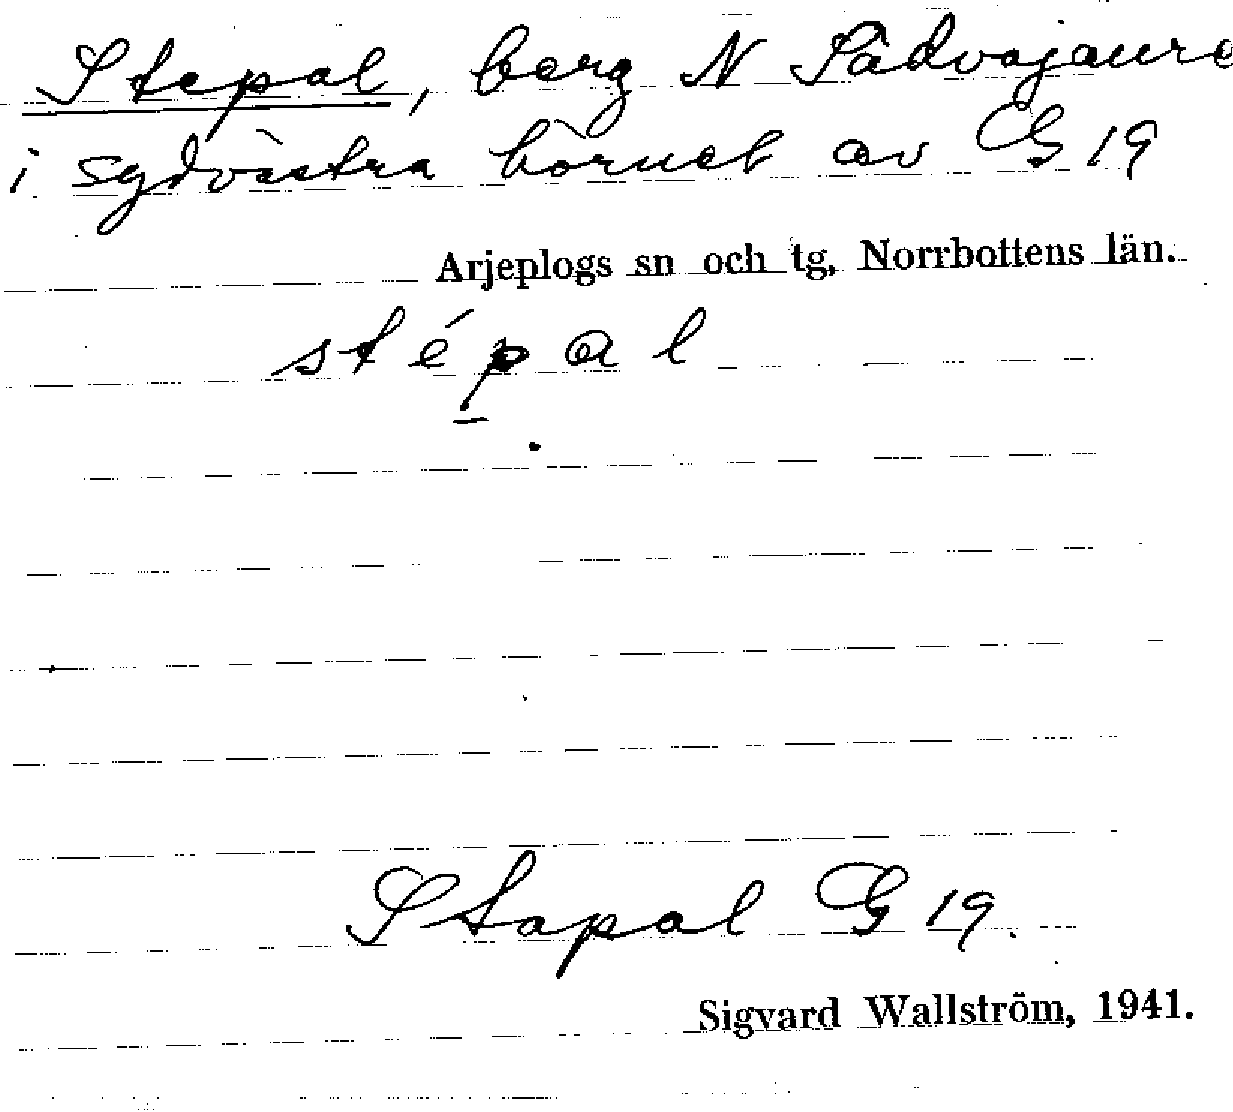 Stepal, berg N Sädvajaure
i sydvästra hörnet av G 19
Arjeplogs sn och tg, Norrbottens län.
stépal
Stapal G 19.
Sigvard Wallström, 1941.